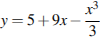 y = 5 + 9x − x³/3